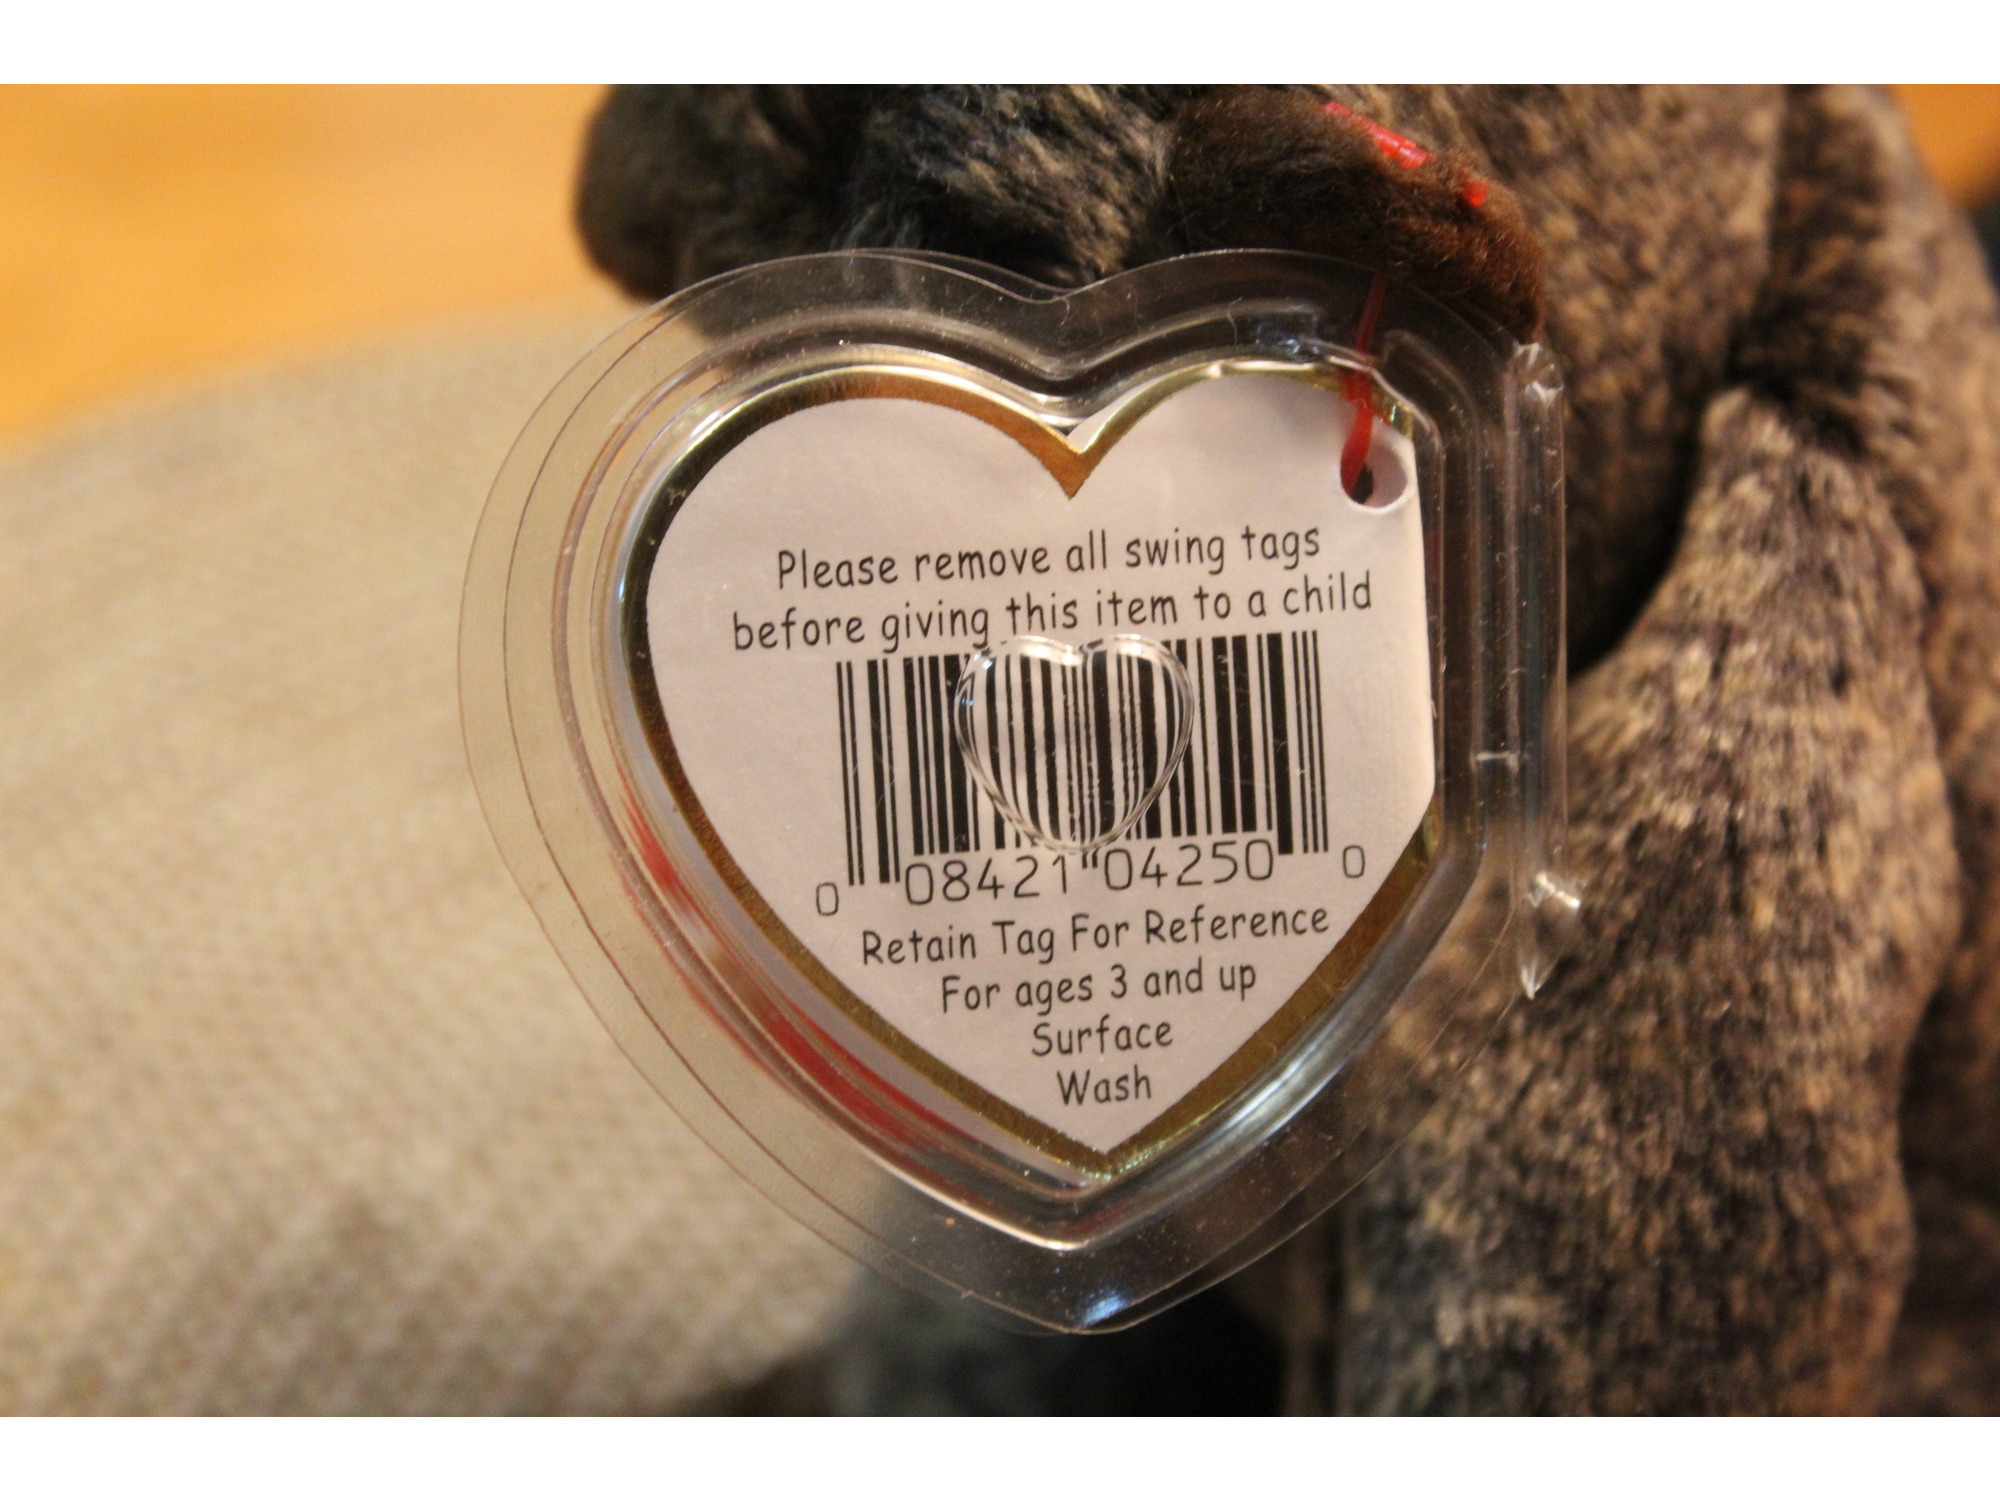 Please remove all swing tags
before giving this item to a child
0 08421 04250 0
Retain Tag For Reference
For ages 3 and up
Surface
Wash